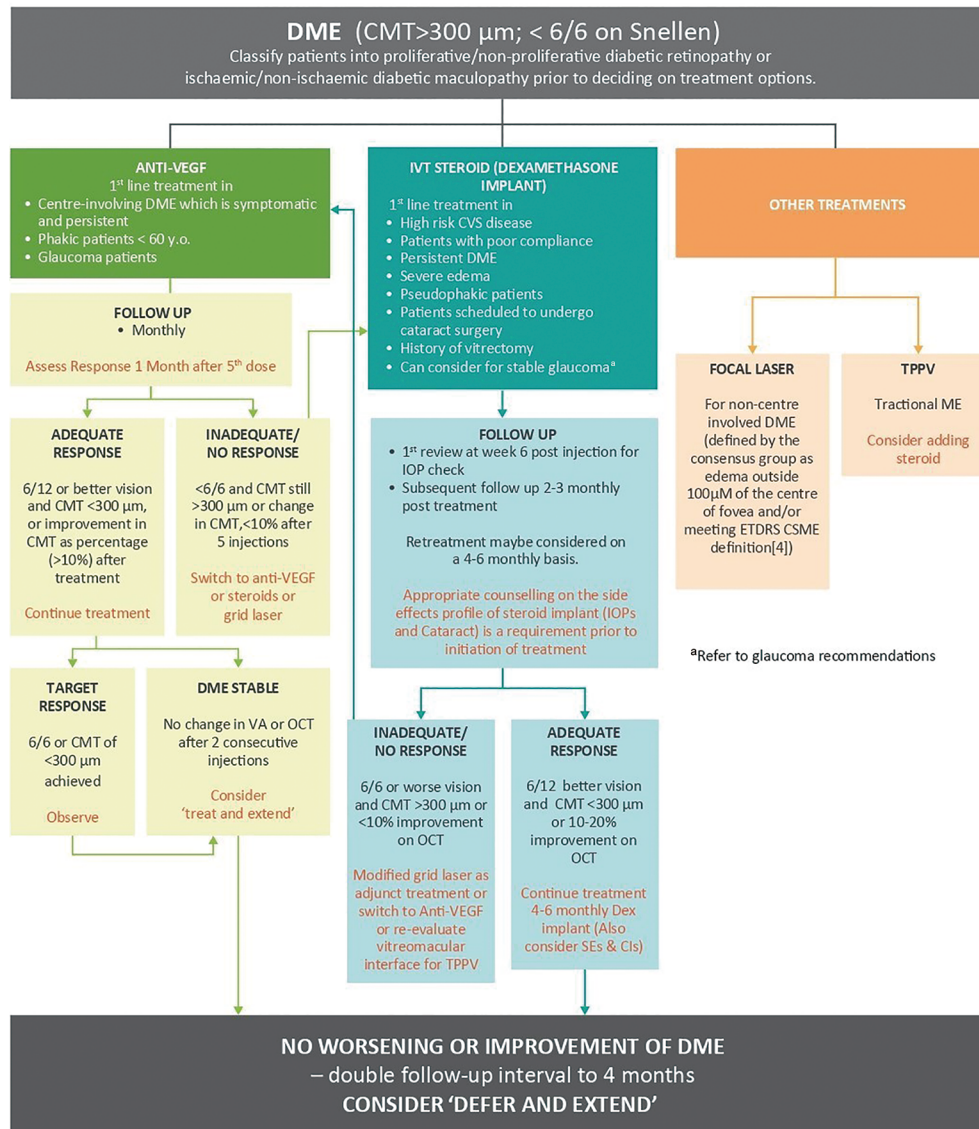 DME (CMT>300 µm; < 6/6 on Snellen)
Classify patients into proliferative/non-proliferative diabetic retinopathy or
ischaemic/non-ischaemic diabetic maculopathy prior to deciding on treatment options.
ANTI-VEGF
1st line treatment in
• Centre-involving DME which is symptomatic
and persistent
• Phakic patients < 60 y.o.
• Glaucoma patients
FOLLOW UP
• Monthly
Assess Response 1 Month after 5th dose
ADEQUATE
RESPONSE
6/12 or better vision
and CMT <300 µm,
or improvement in
CMT as percentage
(>10%) after
treatment
Continue treatment
INADEQUATE/
NO RESPONSE
<6/6 and CMT still
>300 µm or change
in CMT,<10% after
5 injections
Switch to anti-VEGF
or steroids or
grid laser
TARGET
RESPONSE
6/6 or CMT of
<300 µm
achieved
Observe
DME STABLE
No change in VA or OCT
after 2 consecutive
injections
Consider
‘treat and extend’
IVT STEROID (DEXAMETHASONE
IMPLANT)
1st line treatment in
• High risk CVS disease
• Patients with poor compliance
• Persistent DME
• Severe edema
• Pseudophakic patients
• Patients scheduled to undergo
cataract surgery
• History of vitrectomy
• Can consider for stable glaucomaª
FOLLOW UP
• 1st review at week 6 post injection for
IOP check
• Subsequent follow up 2-3 monthly
post treatment
Retreatment maybe considered on
a 4-6 monthly basis.
Appropriate counselling on the side
effects profile of steroid implant (IOPs
and Cataract) is a requirement prior to
initiation of treatment
INADEQUATE/
NO RESPONSE
6/6 or worse vision
and CMT >300 µm or
<10% improvement
on OCT
Modified grid laser as
adjunct treatment or
switch to Anti-VEGF
or re-evaluate
vitreomacular
interface for TPPV
ADEQUATE
RESPONSE
6/12 better vision
and CMT <300 µm
or 10-20%
improvement on
OCT
Continue treatment
4-6 monthly Dex
implant (Also
consider SEs & CIs)
OTHER TREATMENTS
FOCAL LASER
For non-centre
involved DME
(defined by the
consensus group as
edema outside
100µM of the centre
of fovea and/or
meeting ETDRS CSME
definition[4])
TPPV
Tractional ME
Consider adding
steroid
ªRefer to glaucoma recommendations
NO WORSENING OR IMPROVEMENT OF DME
– double follow-up interval to 4 months
CONSIDER ‘DEFER AND EXTEND’